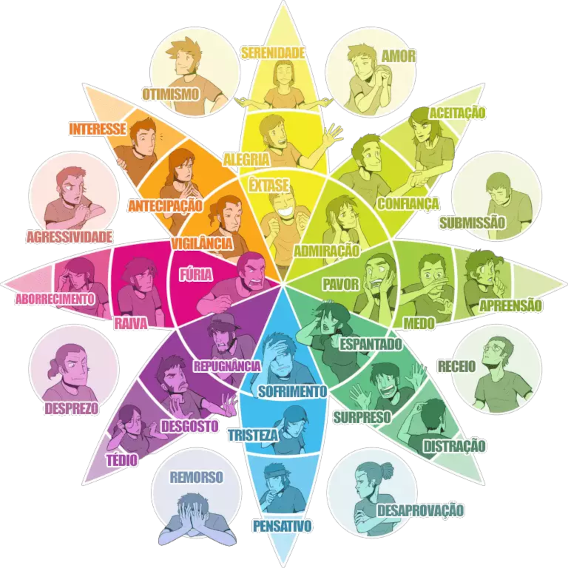 SERENIDADE
AMOR
OTIMISMO
ACEITAÇÃO
INTERESSE
ALEGRIA
ÊXTASE
ANTECIPAÇÃO
CONFIANÇA
SUBMISSÃO
AGRESSIVIDADE
VIGILÂNCIA
ADMIRAÇÃO
FÚRIA
PAVOR
ABORRECIMENTO
RAIVA
MEDO
APREENSÃO
ESPANTADO
REPUGNÂNCIA
RECEIO
SOFRIMENTO
DESPREZO
DESGOSTO
TRISTEZA
SURPRESO
DISTRAÇÃO
TÉDIO
REMORSO
DESAPROVAÇÃO
PENSATIVO